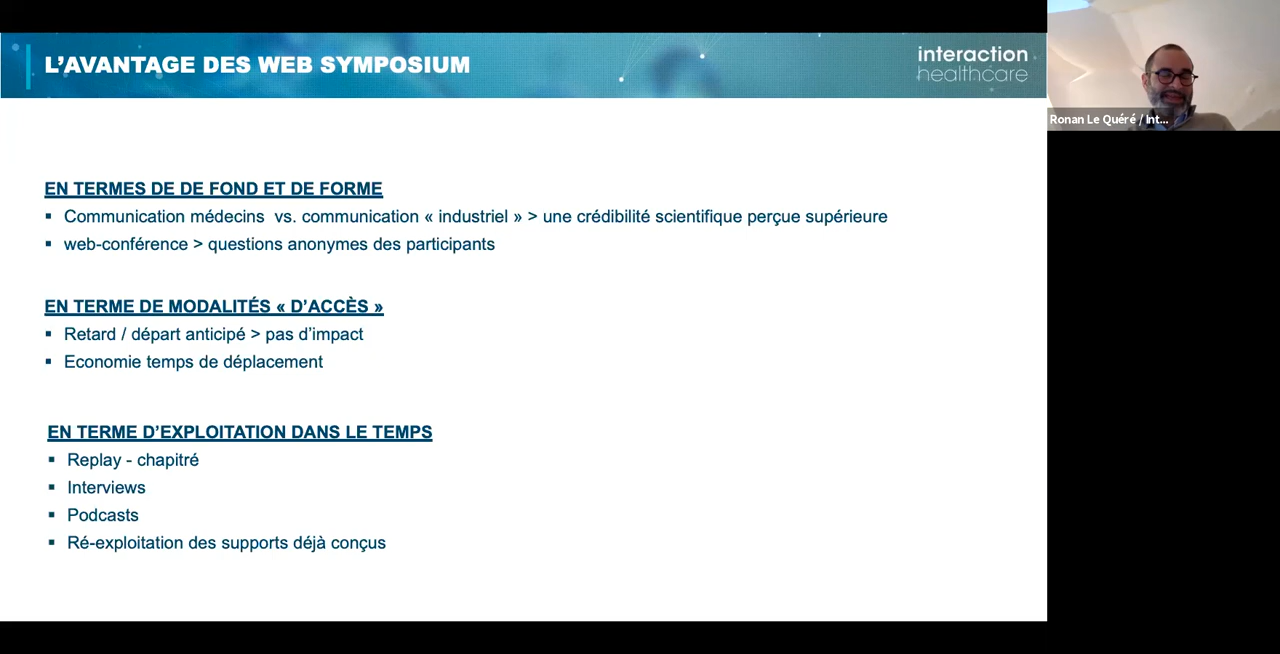 L'AVANTAGE DES WEB SYMPOSIUM
interaction
healthcare
Ronan Le Quéré / Int...
EN TERMES DE DE FOND ET DE FORME
▪ Communication médecins vs. communication « industriel » > une crédibilité scientifique perçue supérieure
▪ web-conférence > questions anonymes des participants
EN TERME DE MODALITÉS « D'ACCÈS »
▪ Retard / départ anticipé > pas d'impact
▪ Economie temps de déplacement
EN TERME D'EXPLOITATION DANS LE TEMPS
▪ Replay - chapitré
▪ Interviews
▪ Podcasts
▪ Ré-exploitation des supports déjà conçus